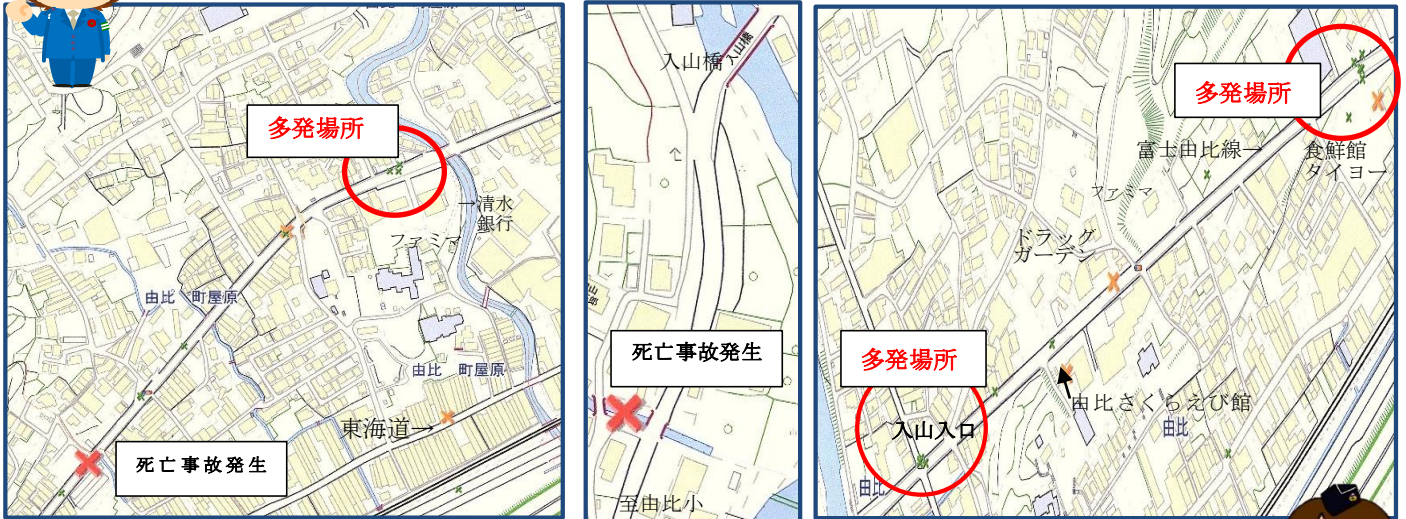 多発場所
→清水
銀行
ファミマ
由比 町屋原
由比 町屋原
東海道→
死亡事故発生
入山橋
入山橋
死亡事故発生
至由比小
多発場所
富士由比線→
食鮮館
タイヨー
ファミマ
ドラッグ
ガーデン
多発場所
由比さくらえび館
入山入口
由比
由比